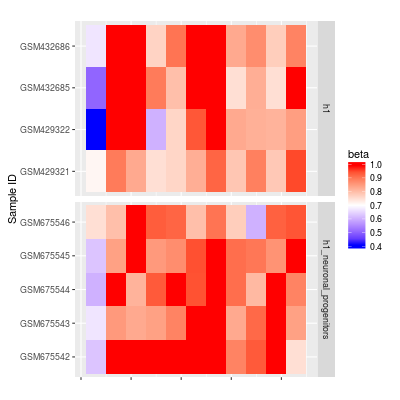 Sample ID
GSM432686
GSM432685
GSM429322
GSM429321
h1
GSM675546
GSM675545
GSM675544
GSM675543
GSM675542
h1_neuronal_progenitors
beta
1.0
0.9
0.8
0.7
0.6
0.5
0.4